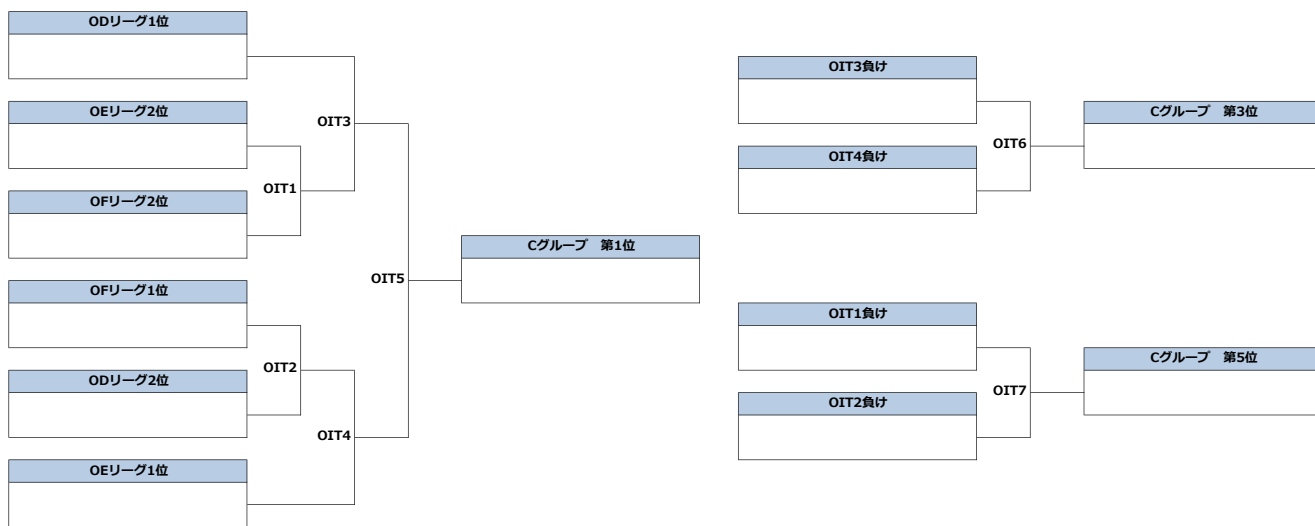 ODリーグ1位
OEリーグ2位
OFリーグ2位
OFリーグ1位
ODリーグ2位
OEリーグ1位
OIT1
OIT2
OIT3
OIT4
OIT5
Cグループ　第1位
OIT3負け
OIT4負け
OIT6
Cグループ　第3位
OIT1負け
OIT2負け
OIT7
Cグループ　第5位